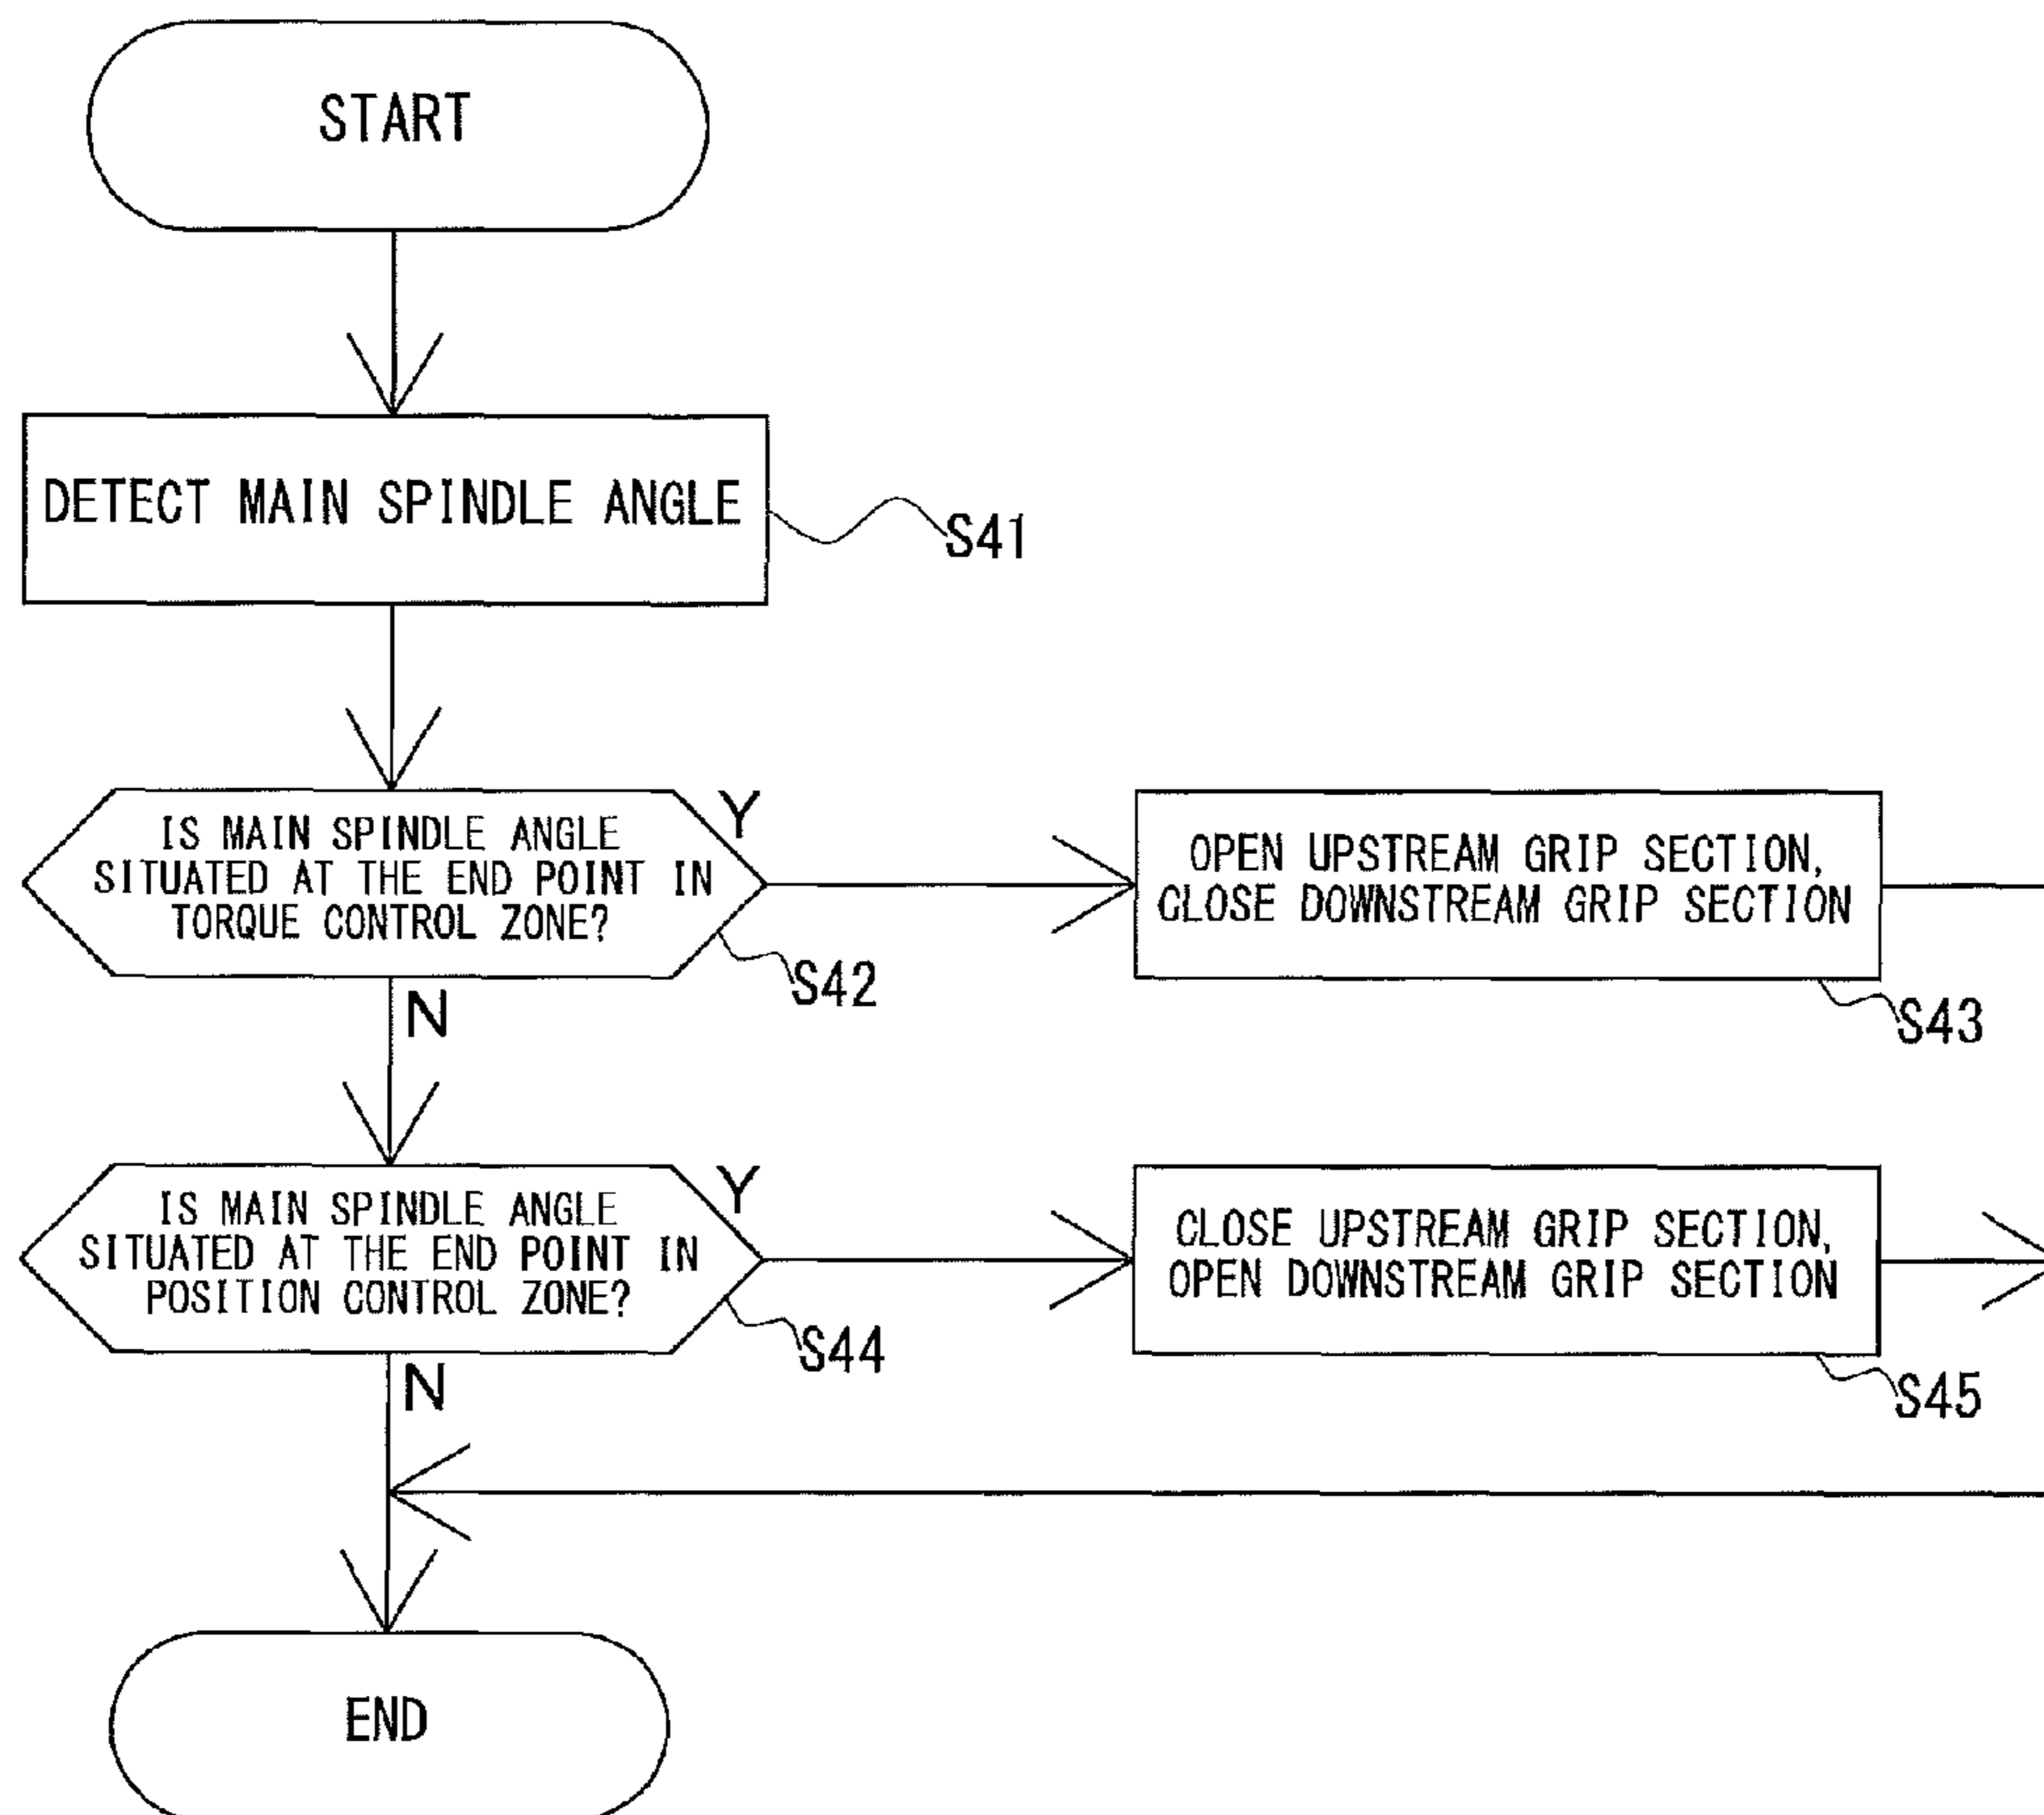 START
DETECT MAIN SPINDLE ANGLE
S41
IS MAIN SPINDLE ANGLE
SITUATED AT THE END POINT IN
TORQUE CONTROL ZONE?
Y
S42
N
OPEN UPSTREAM GRIP SECTION,
CLOSE DOWNSTREAM GRIP SECTION
S43
IS MAIN SPINDLE ANGLE
SITUATED AT THE END POINT IN
POSITION CONTROL ZONE?
Y
S44
N
CLOSE UPSTREAM GRIP SECTION,
OPEN DOWNSTREAM GRIP SECTION
S45
END